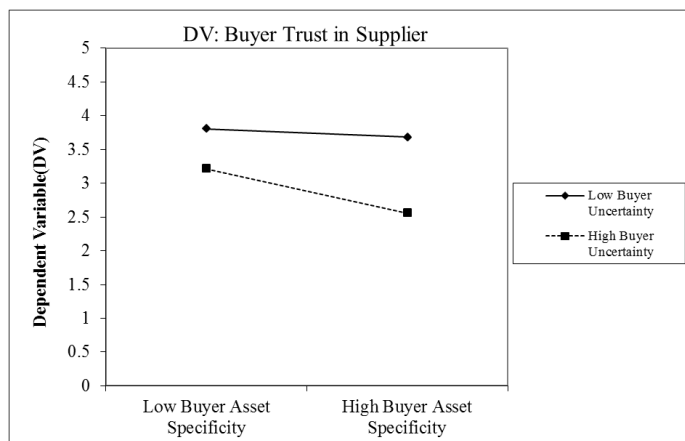 DV: Buyer Trust in Supplier
Dependent Variable(DV)
5
4.5
4
3.5
3
2.5
2
1.5
1
0.5
0
Low Buyer Asset
Specificity
High Buyer Asset
Specificity
Low Buyer
Uncertainty
High Buyer
Uncertainty